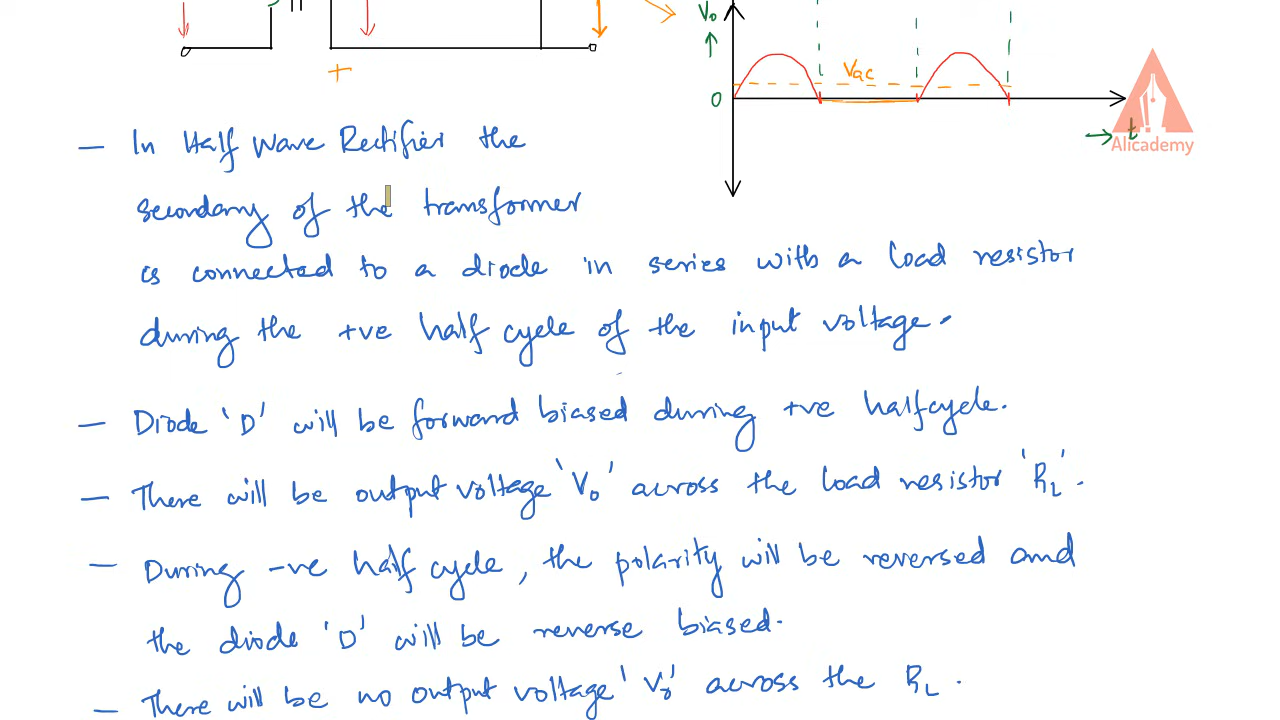 +
V₀
↑
0
Vac
→ t
Alicademy
– In Half Wave Rectifier the
secondary of the transformer
is connected to a diode in series with a load resistor
during the +ve half cycle of the input voltage.
– Diode 'D' will be forward biased during +ve halfcycle.
– There will be output voltage 'V₀' across the load resistor 'RL'.
– During -ve half cycle, the polarity will be reversed and
the diode 'D' will be reverse biased.
– There will be no output voltage 'V₀' across the RL.